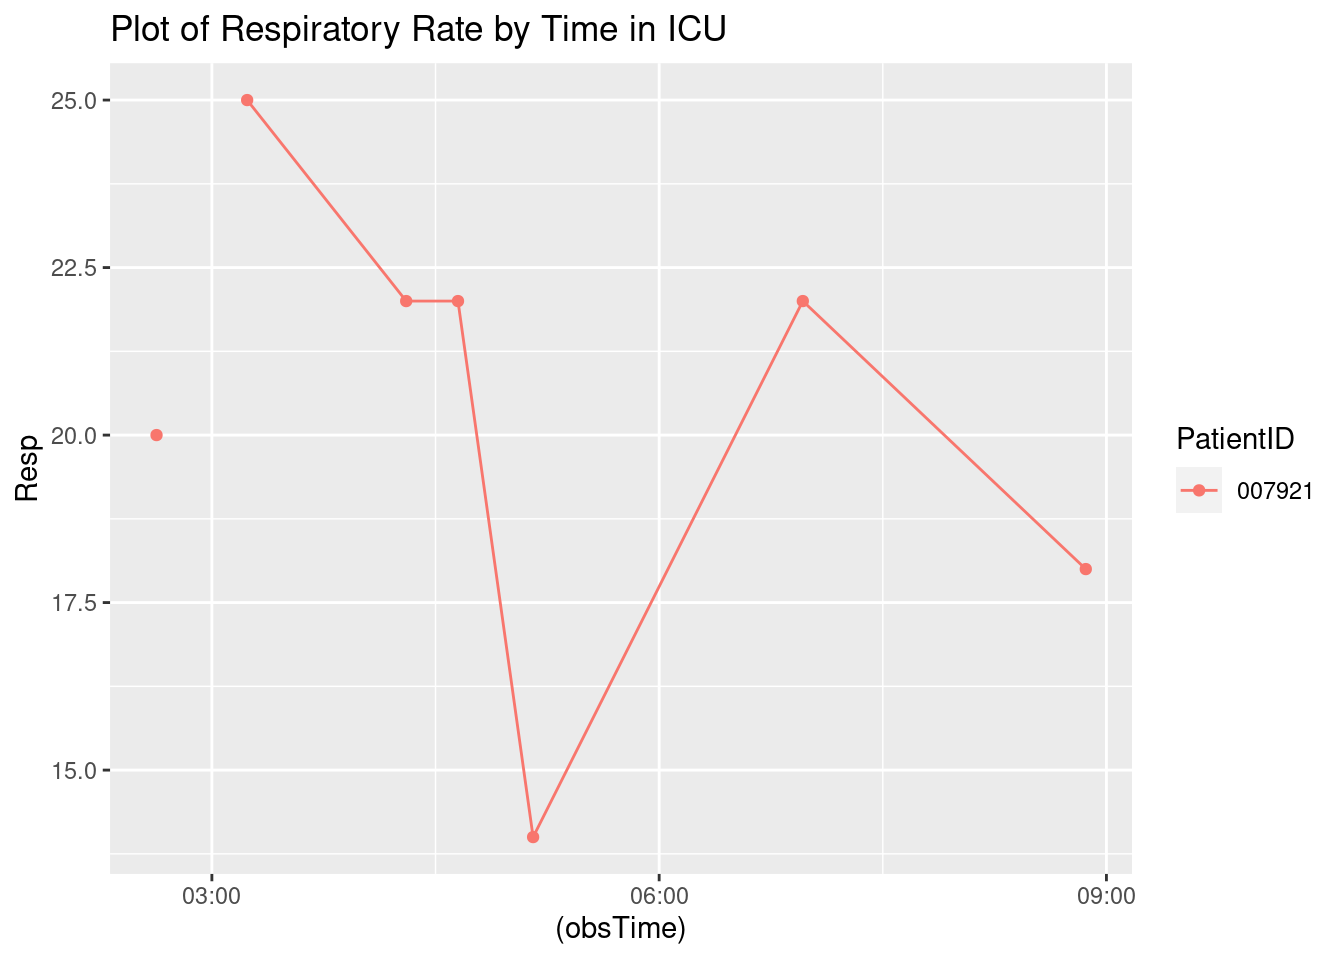 Plot of Respiratory Rate by Time in ICU
25.0
22.5
20.0
17.5
15.0
Resp
03:00
06:00
09:00
(obsTime)
PatientID
007921